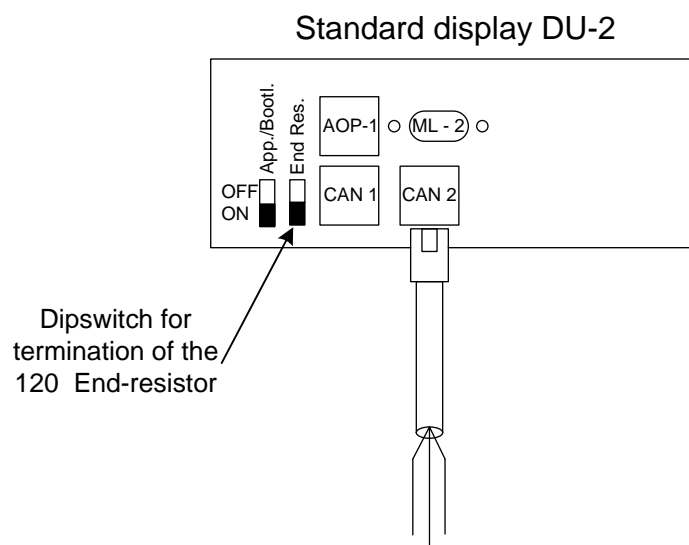 Standard display DU-2
App./Bootl.
End Res.
AOP-1
ML - 2
OFF
ON
CAN 1
CAN 2
Dipswitch for
termination of the
120 End-resistor